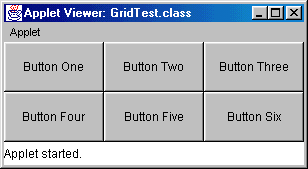 Applet Viewer: GridTest.class
Applet
Button One Button Two Button Three
Button Four Button Five Button Six
Applet started.